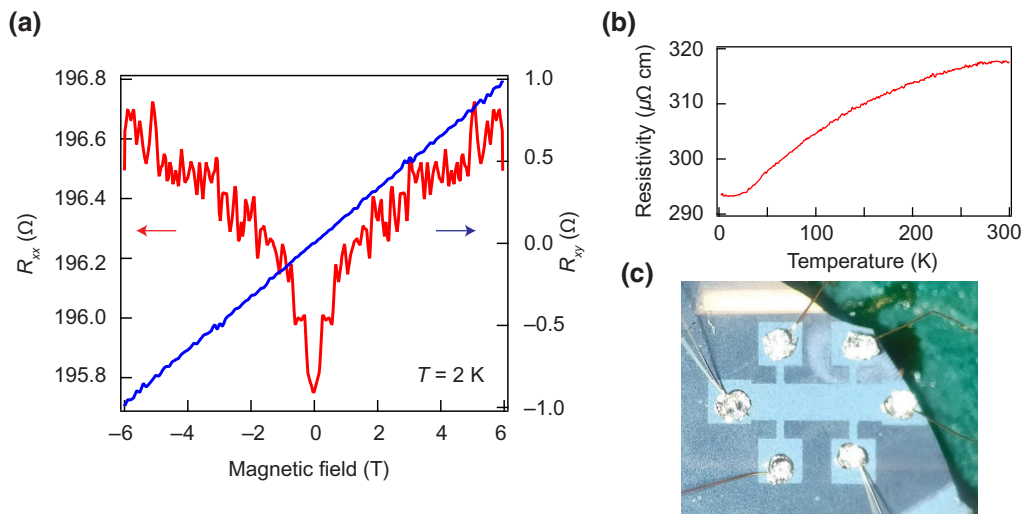 (a)
196.8
196.6
196.4
196.2
196.0
195.8
Rxx (Ω)
1.0
0.5
0.0
–0.5
–1.0
Rxy (Ω)
T = 2 K
–6
–4
–2
0
2
4
6
Magnetic field (T)
(b)
320
310
300
290
Resistivity (µΩ cm)
0
100
200
300
Temperature (K)
(c)